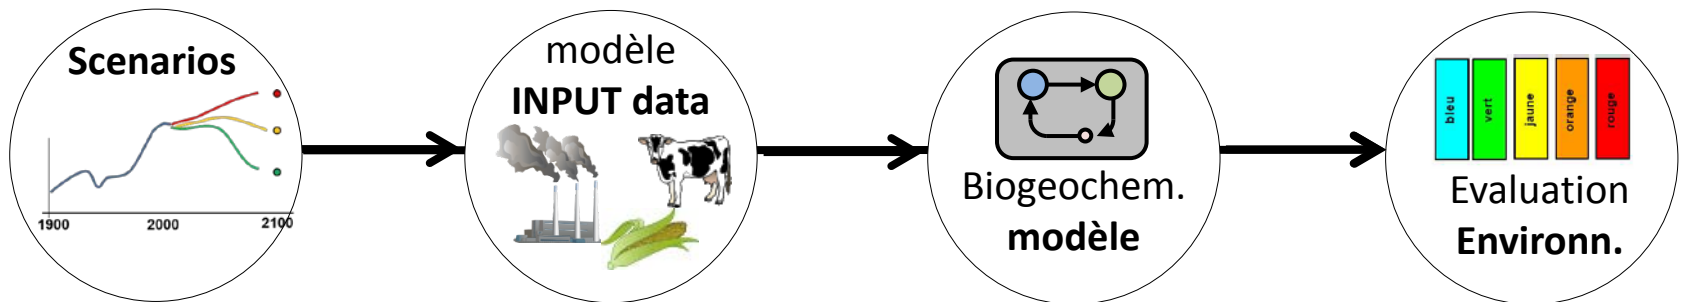 Scenarios
1900
2000
2100
modèle
INPUT data
Biogeochem.
modèle
bleu
vert
jaune
orange
rouge
Evaluation
Environn.